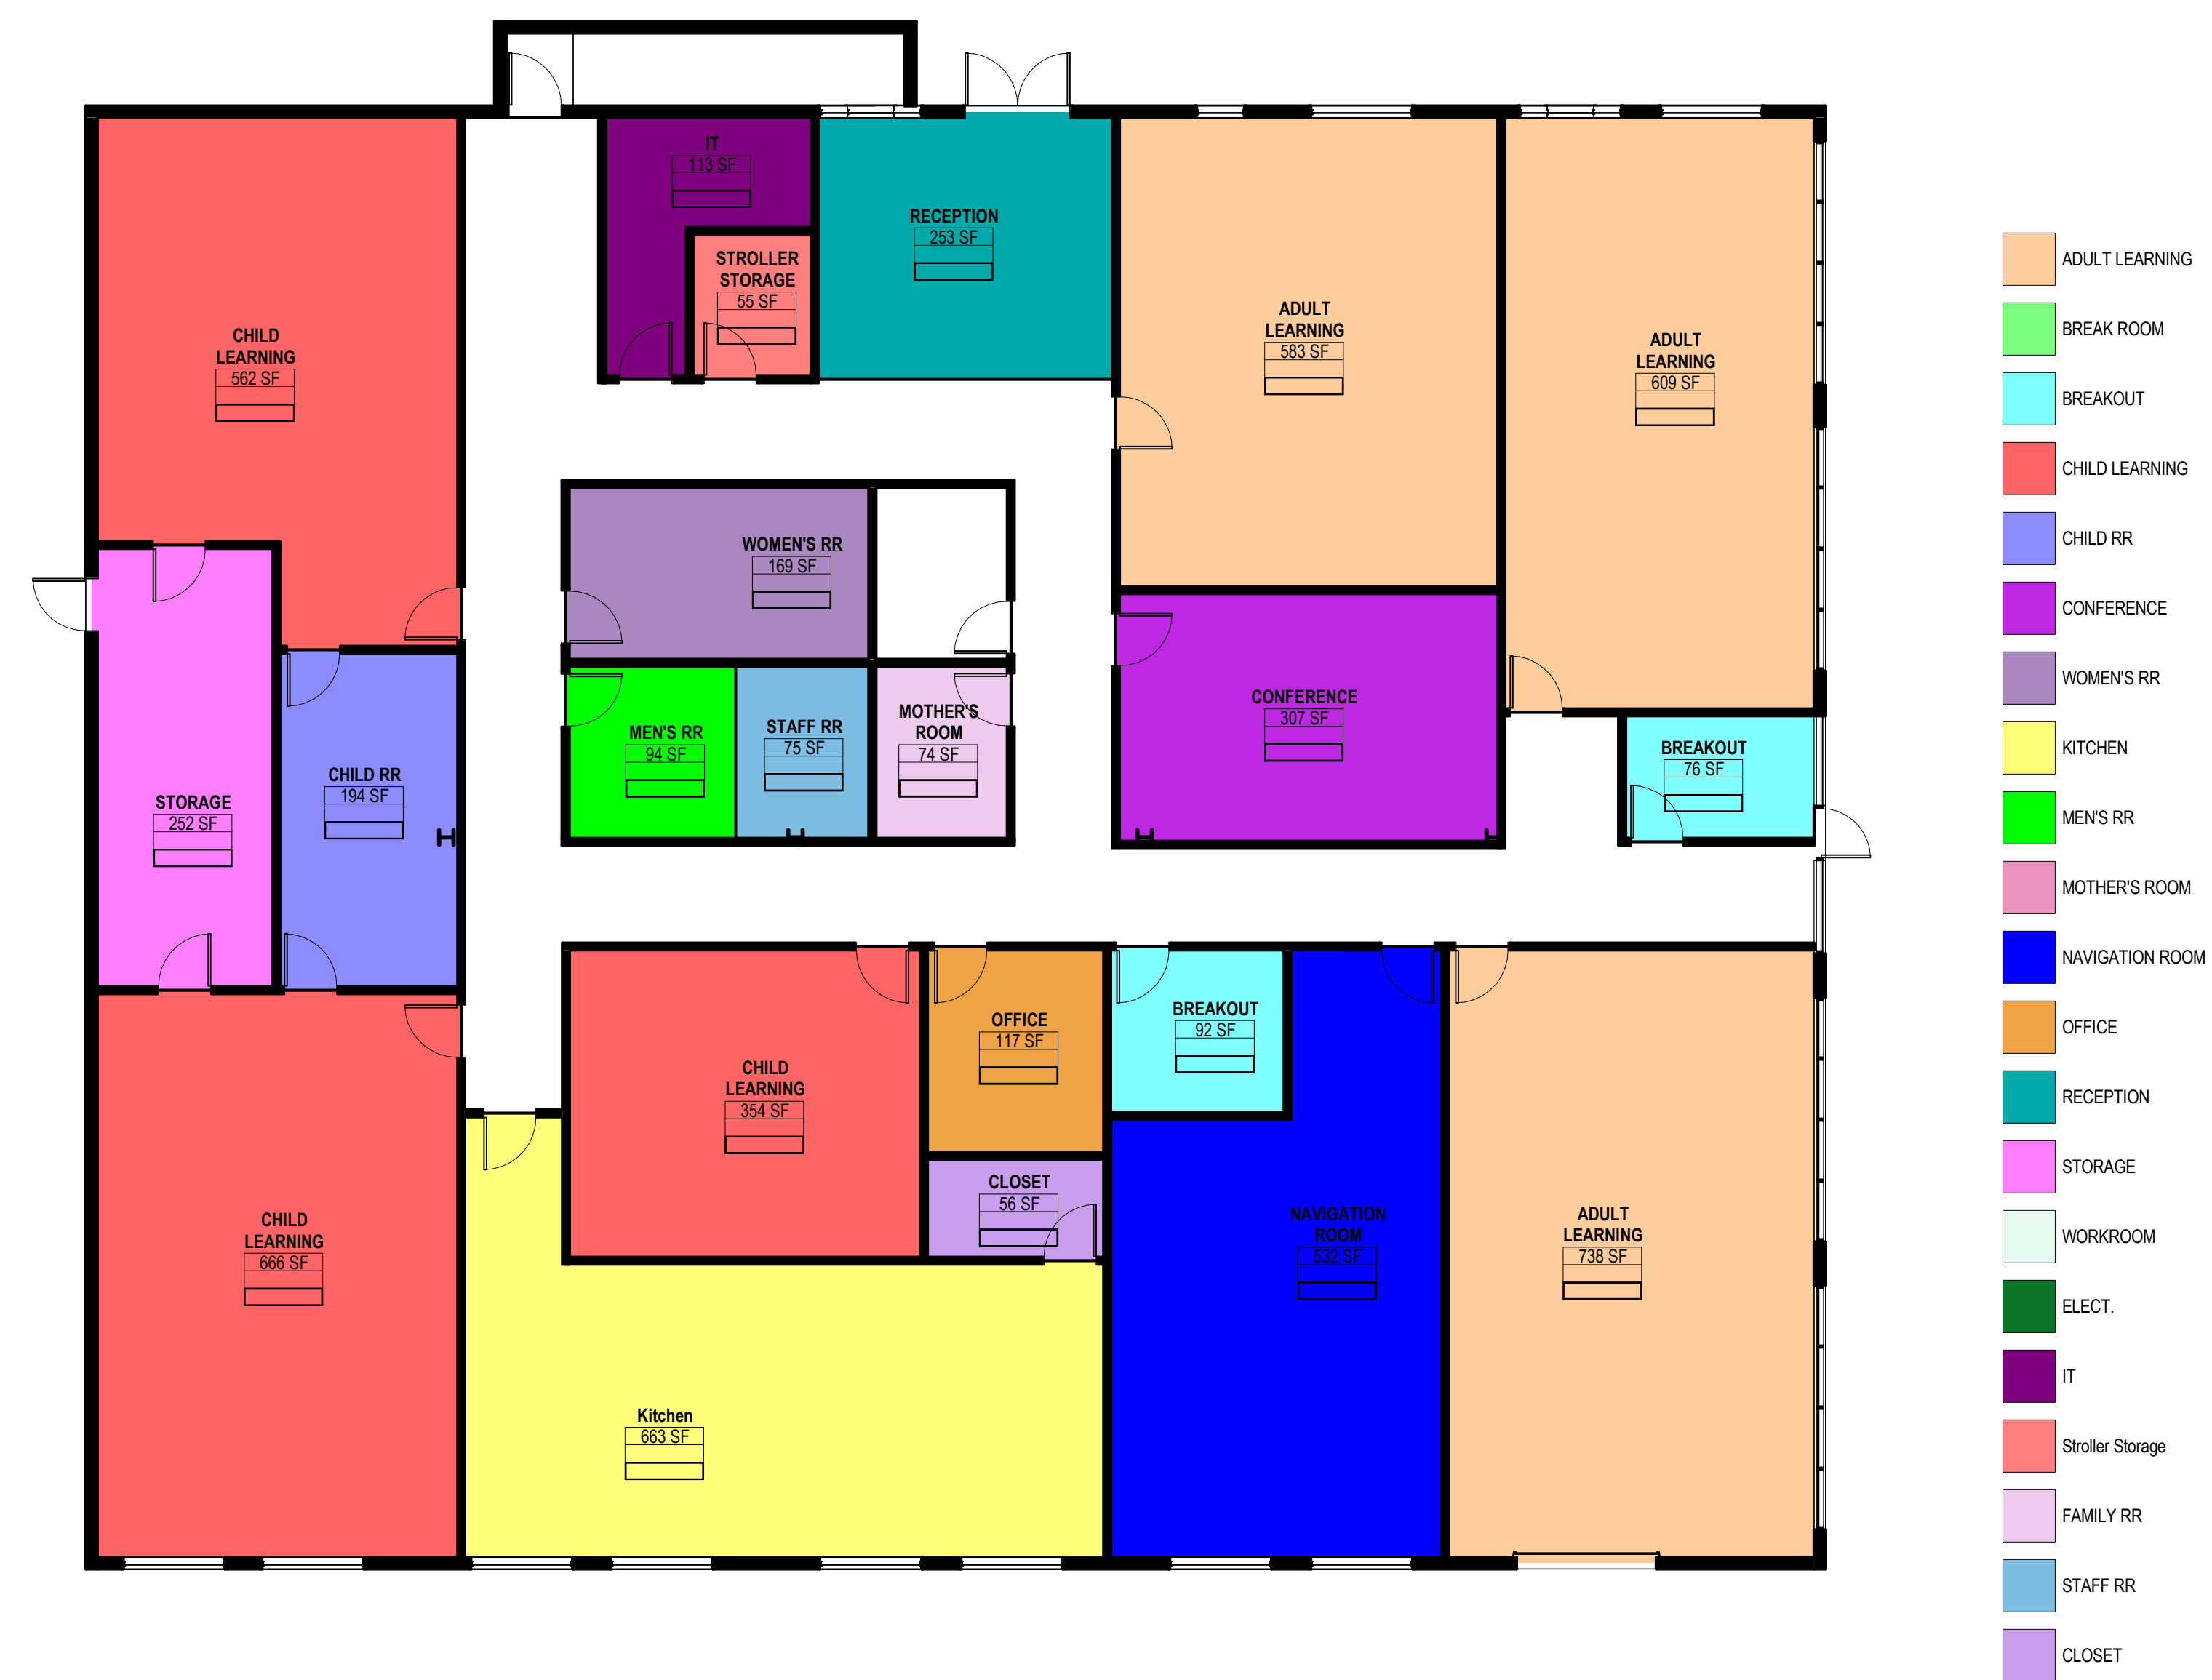 IT
113 SF
RECEPTION
253 SF
STROLLER
STORAGE
55 SF
CHILD
LEARNING
562 SF
ADULT
LEARNING
583 SF
ADULT
LEARNING
609 SF
WOMEN'S RR
169 SF
MEN'S RR
94 SF
STAFF RR
75 SF
MOTHER'S
ROOM
74 SF
CONFERENCE
307 SF
BREAKOUT
76 SF
STORAGE
252 SF
CHILD RR
194 SF
CHILD
LEARNING
354 SF
OFFICE
117 SF
BREAKOUT
92 SF
CLOSET
56 SF
CHILD
LEARNING
666 SF
NAVIGATION
ROOM
532 SF
ADULT
LEARNING
738 SF
Kitchen
663 SF
ADULT LEARNING
BREAK ROOM
BREAKOUT
CHILD LEARNING
CHILD RR
CONFERENCE
WOMEN'S RR
KITCHEN
MEN'S RR
MOTHER'S ROOM
NAVIGATION ROOM
OFFICE
RECEPTION
STORAGE
WORKROOM
ELECT.
IT
Stroller Storage
FAMILY RR
STAFF RR
CLOSET